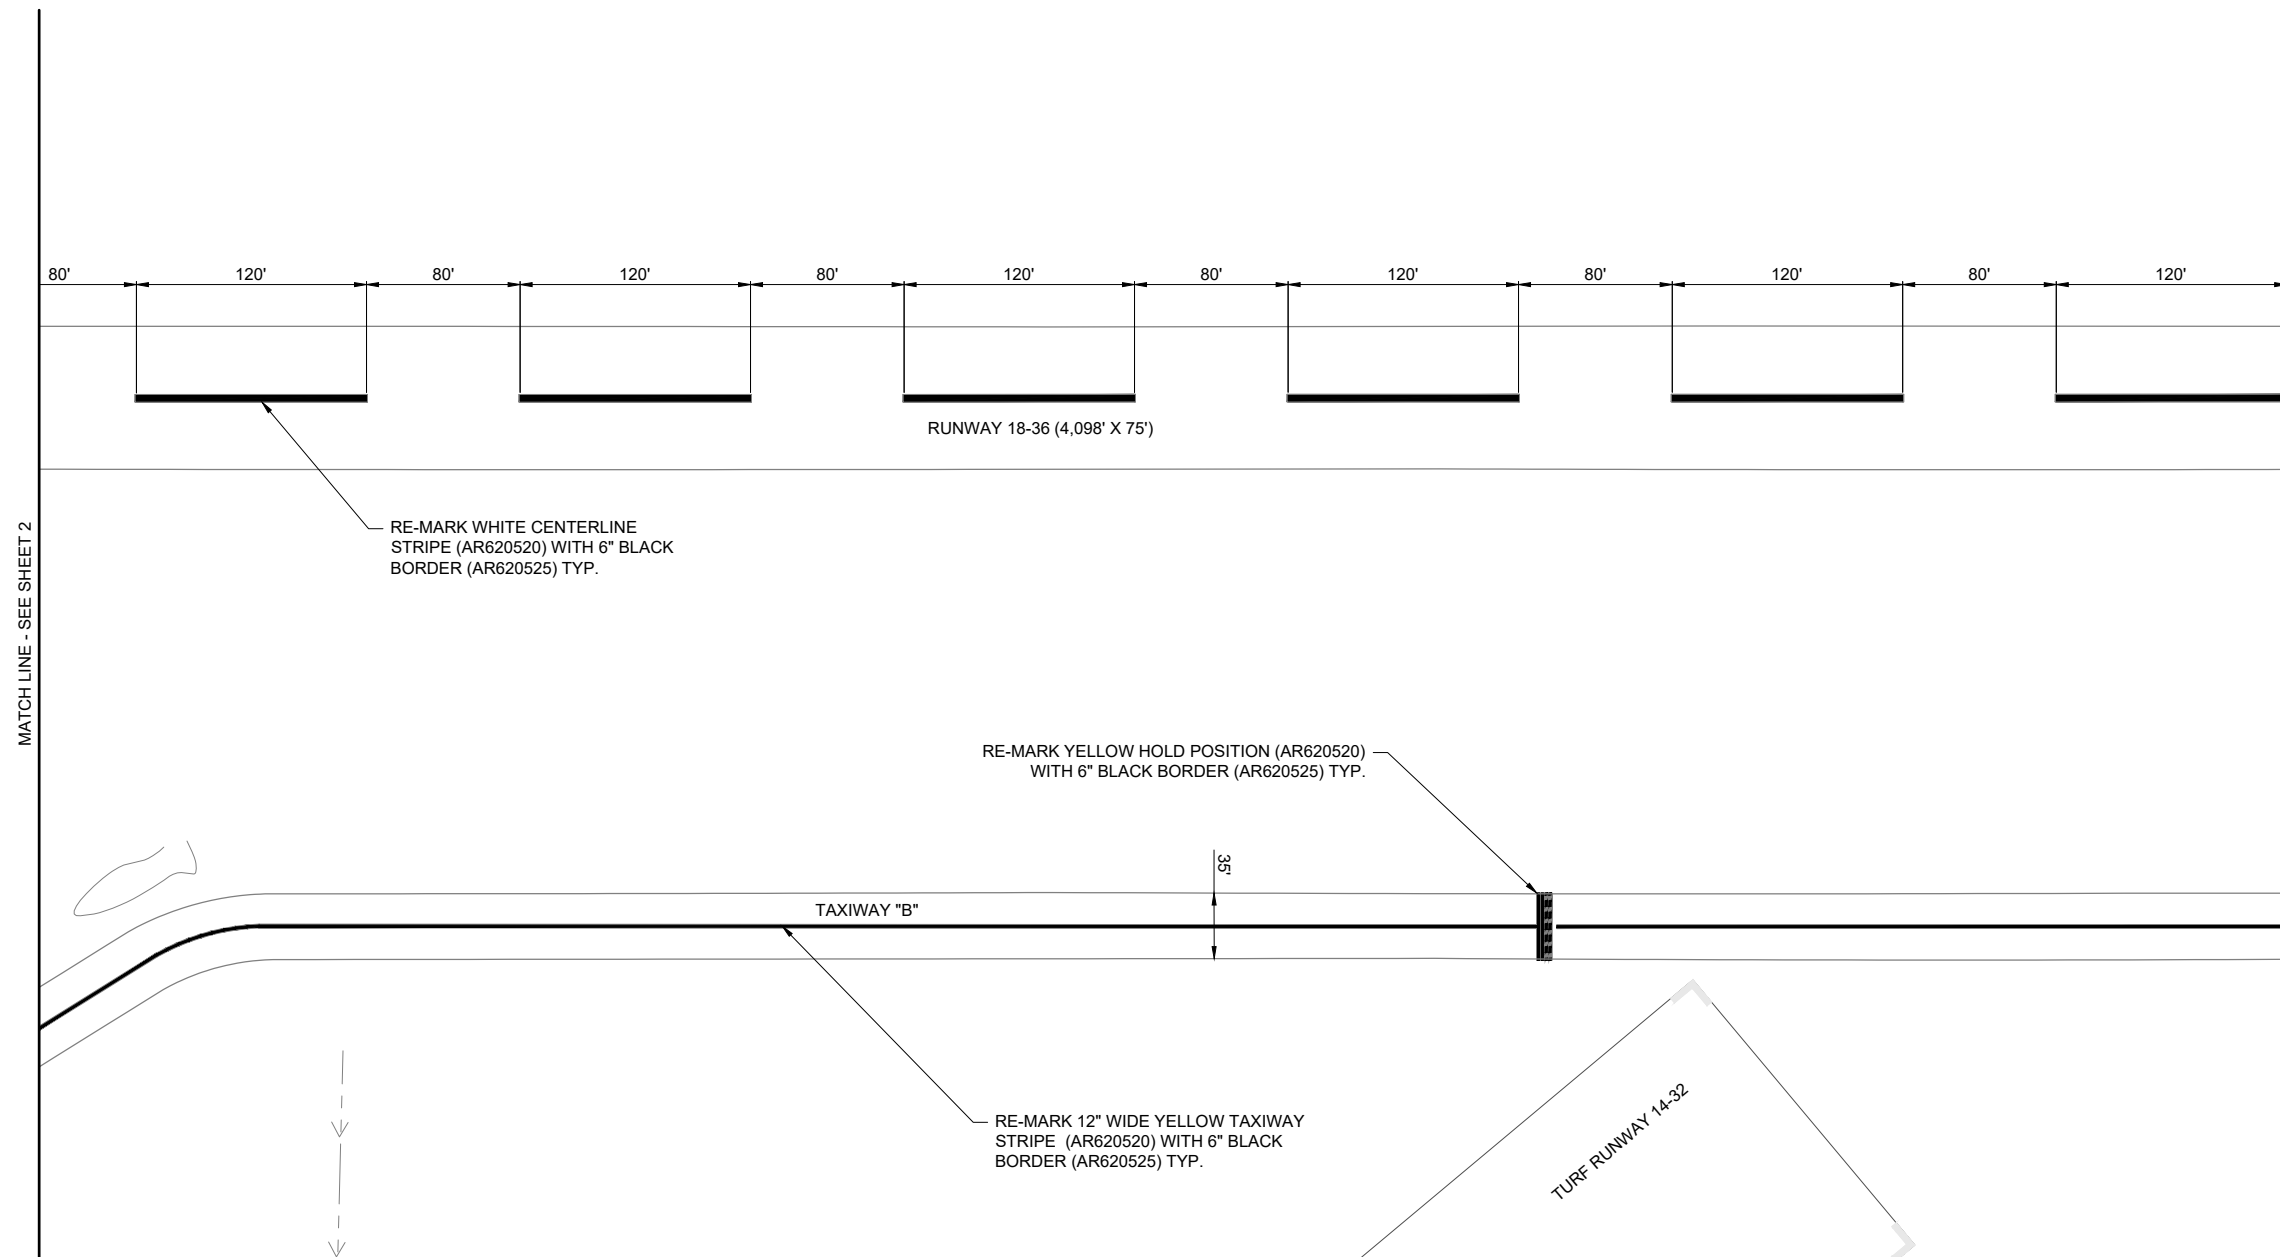 80' 120' 80' 120' 80' 120' 80' 120' 80' 120' 80' 120'
RUNWAY 18-36 (4,098' X 75')
RE-MARK WHITE CENTERLINE
STRIPE (AR620520) WITH 6" BLACK
BORDER (AR620525) TYP.
MATCH LINE - SEE SHEET 2
RE-MARK YELLOW HOLD POSITION (AR620520)
WITH 6" BLACK BORDER (AR620525) TYP.
35'
TAXIWAY "B"
RE-MARK 12" WIDE YELLOW TAXIWAY
STRIPE (AR620520) WITH 6" BLACK
BORDER (AR620525) TYP.
TURF RUNWAY 14-32